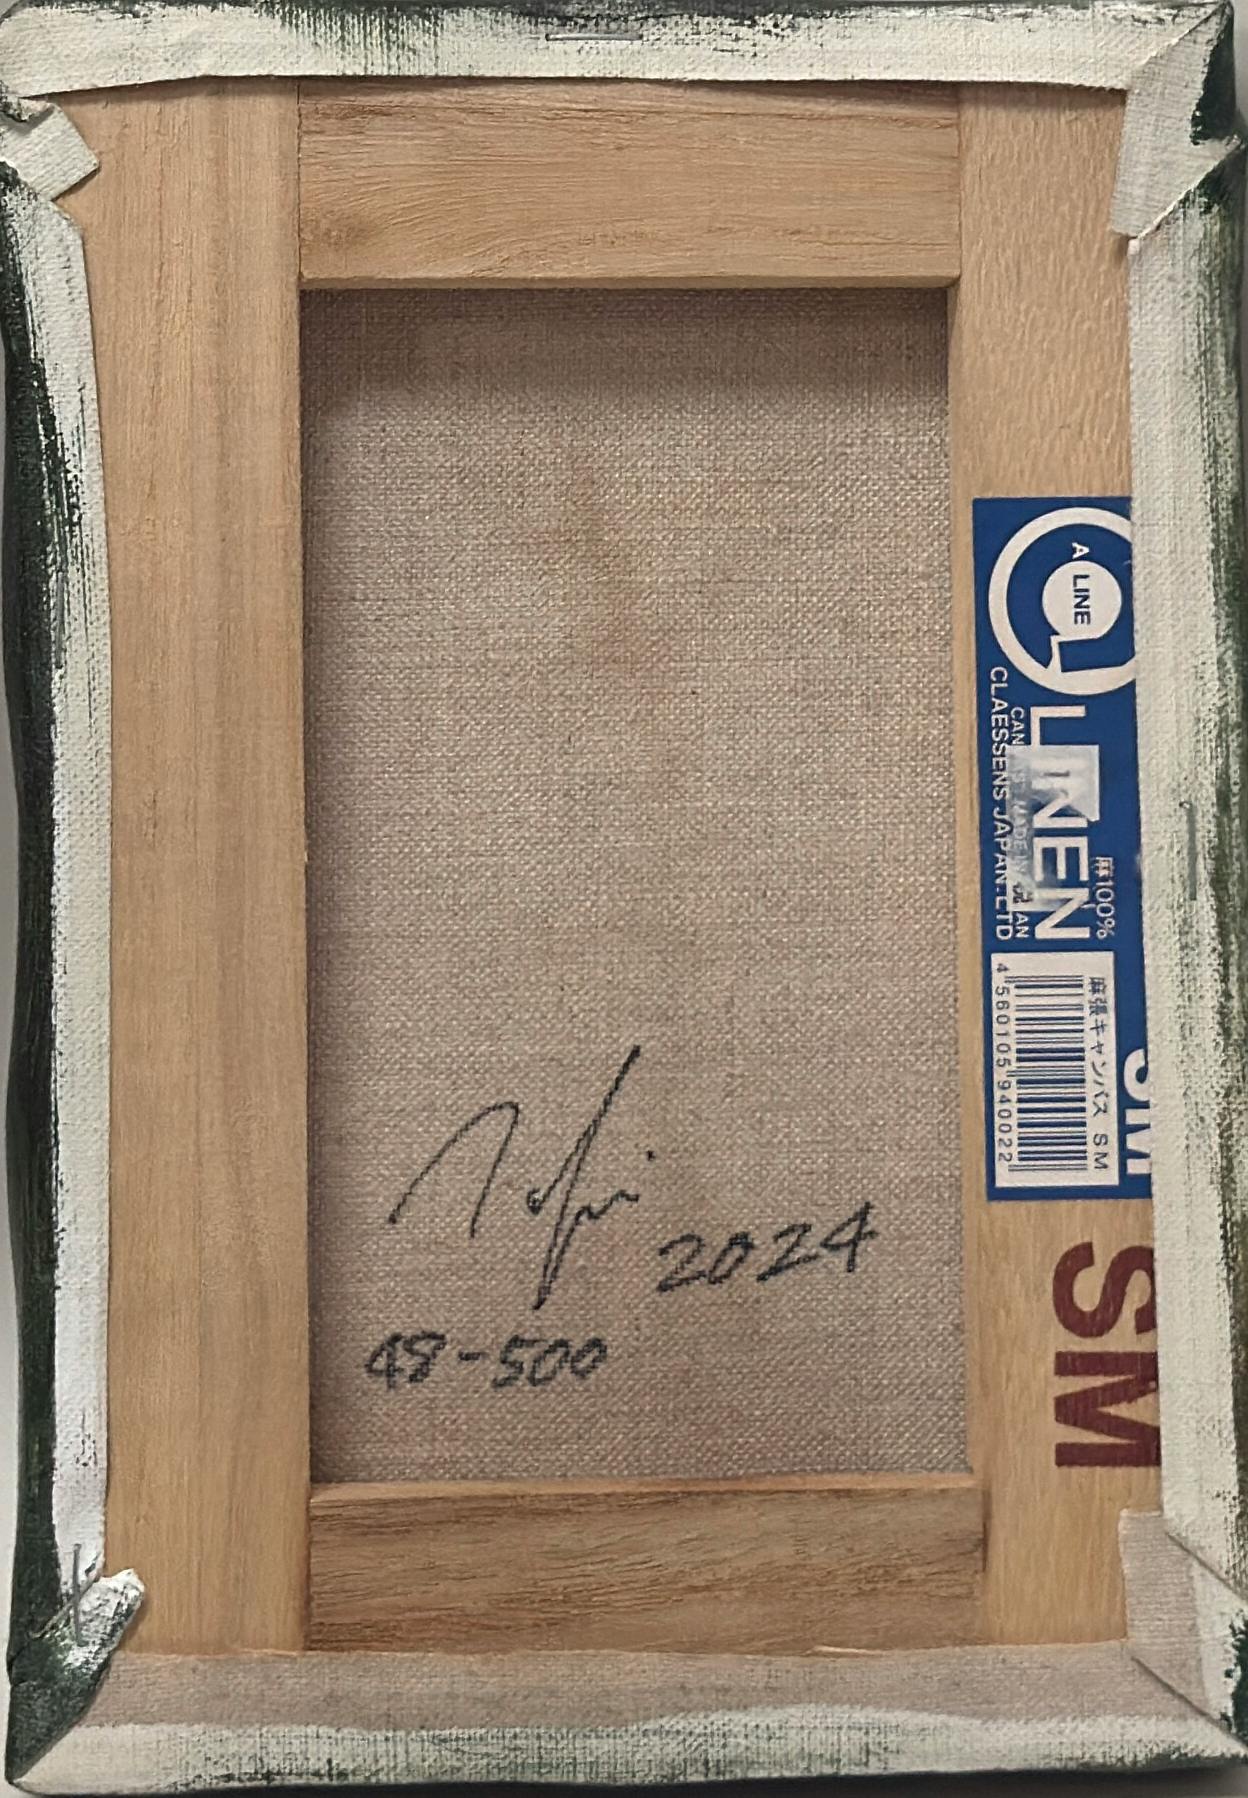 A LINE
LINEN
麻100%
CLAESSENS JAPAN.LTD
麻張キャンバス SM
4 560105 940022
SM
SM
2024
48-500